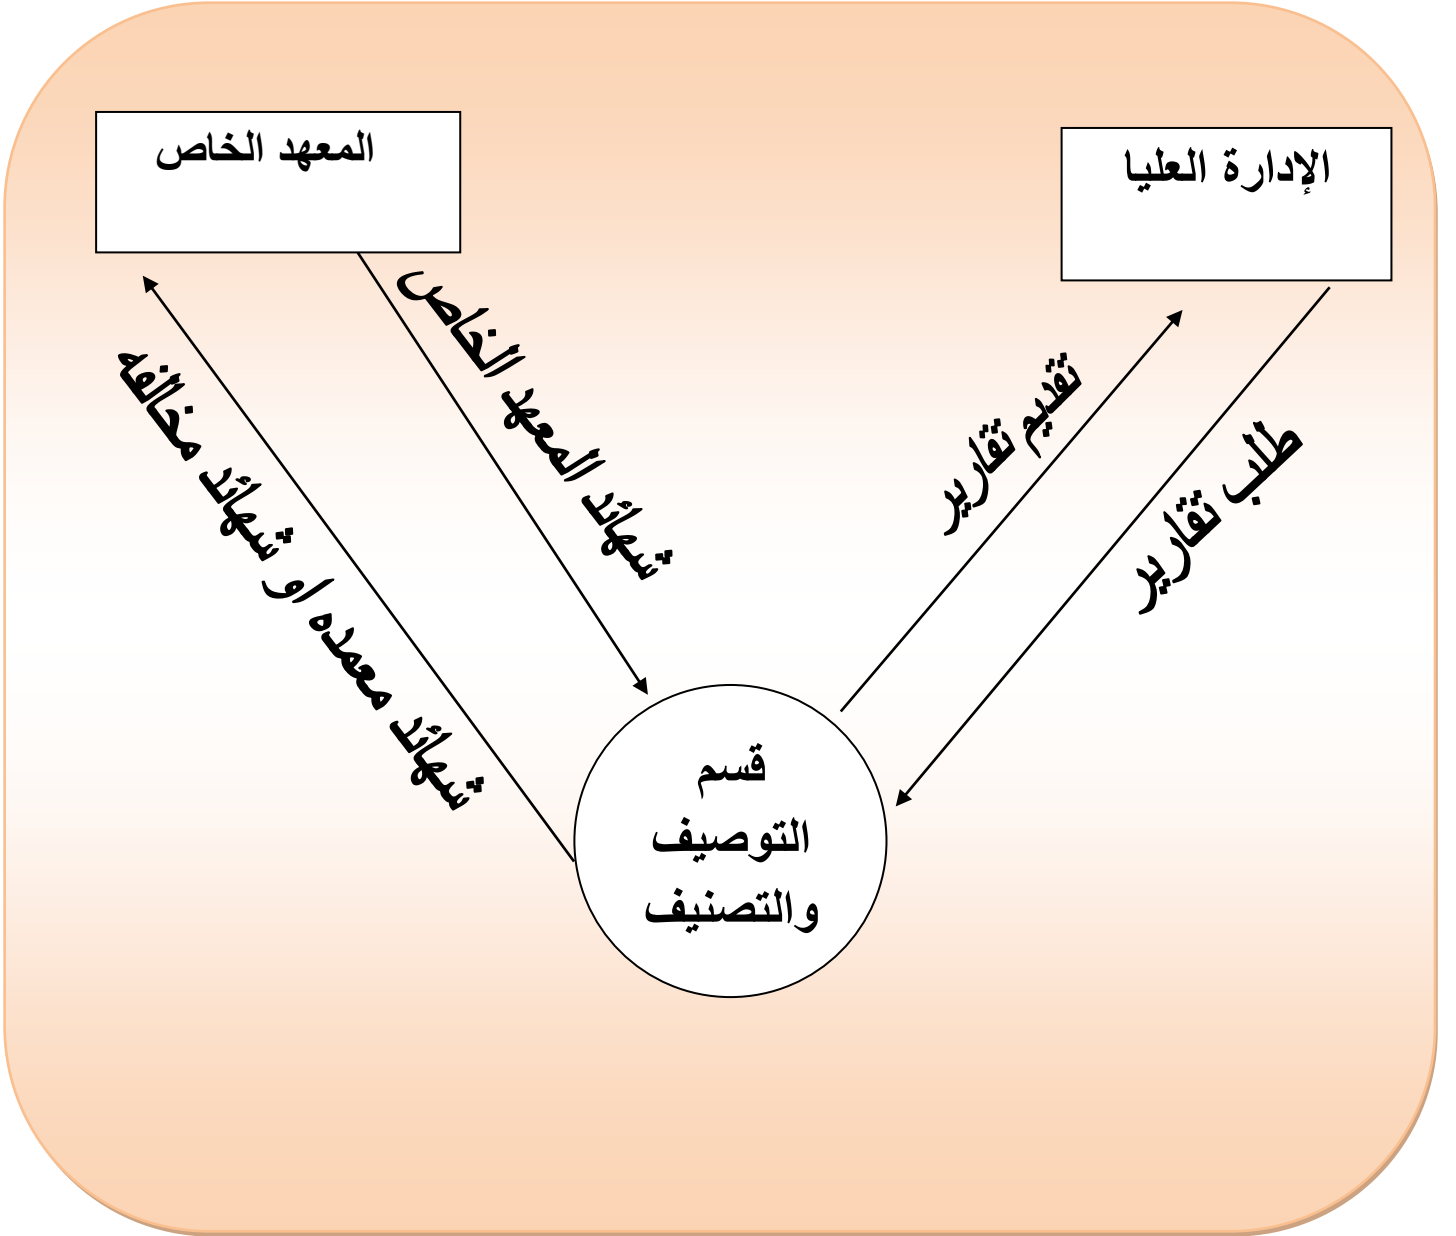 الإدارة العليا
المعهد الخاص
تقديم تقارير
طلب تقارير
شهائد المعهد الخاص
شهائد معمده او شهائد مخالفه
قسم
التوصيف
والتصنيف